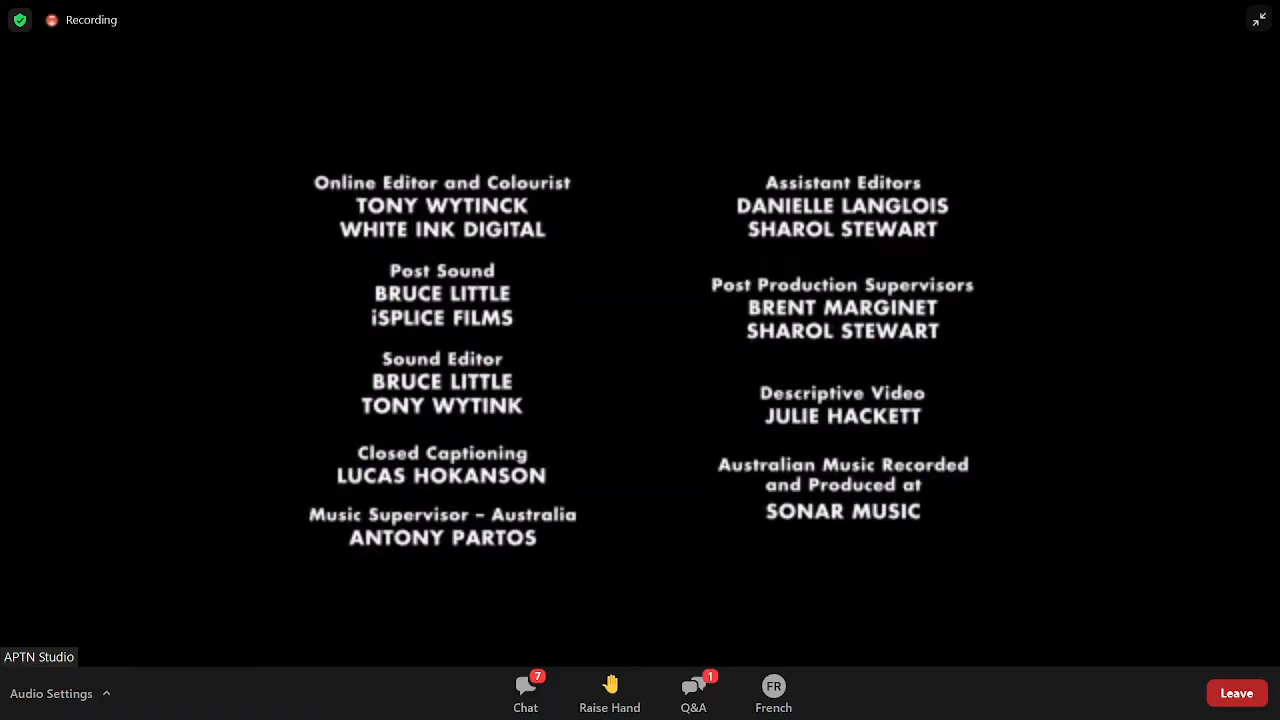 Recording
Online Editor and Colourist
TONY WYTINCK
WHITE INK DIGITAL
Post Sound
BRUCE LITTLE
iSPLICE FILMS
Sound Editor
BRUCE LITTLE
TONY WYTINK
Closed Captioning
LUCAS HOKANSON
Music Supervisor – Australia
ANTONY PARTOS
Assistant Editors
DANIELLE LANGLOIS
SHAROL STEWART
Post Production Supervisors
BRENT MARGINET
SHAROL STEWART
Descriptive Video
JULIE HACKETT
Australian Music Recorded
and Produced at
SONAR MUSIC
APTN Studio
Audio Settings
7
Chat
Raise Hand
1
Q&A
FR
French
Leave